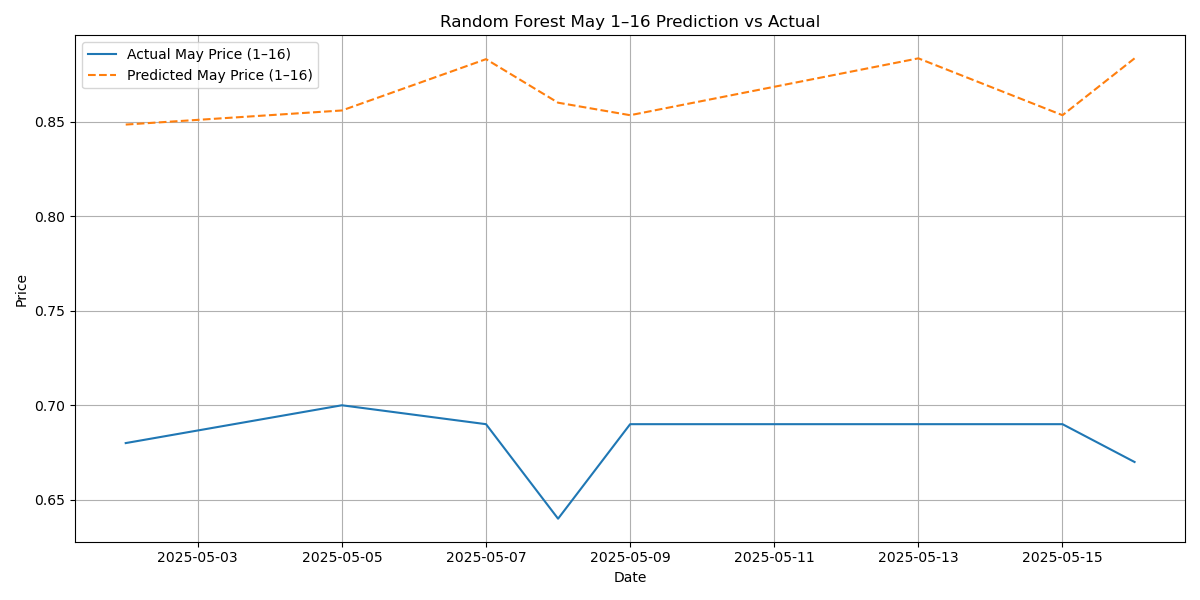 Random Forest May 1–16 Prediction vs Actual
Actual May Price (1–16)
Predicted May Price (1–16)
Price
0.85
0.80
0.75
0.70
0.65
2025-05-03 2025-05-05 2025-05-07 2025-05-09 2025-05-11 2025-05-13 2025-05-15
Date